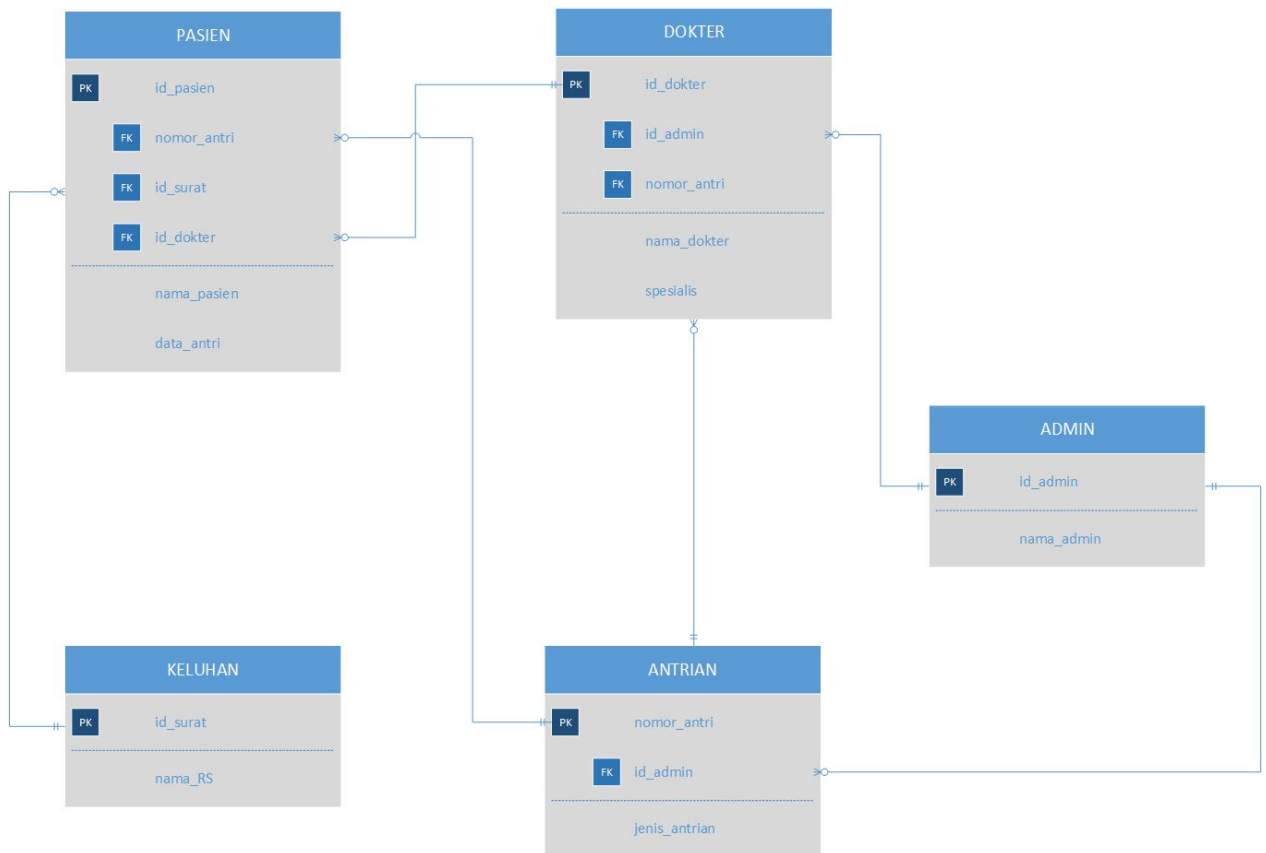 PASIEN
PK id_pasien
FK nomor_antri
FK id_surat
FK id_dokter
nama_pasien
data_antri
DOKTER
PK id_dokter
FK id_admin
FK nomor_antri
nama_dokter
spesialis
ADMIN
PK id_admin
nama_admin
KELUHAN
PK id_surat
nama_RS
ANTRIAN
PK nomor_antri
FK id_admin
jenis_antrian